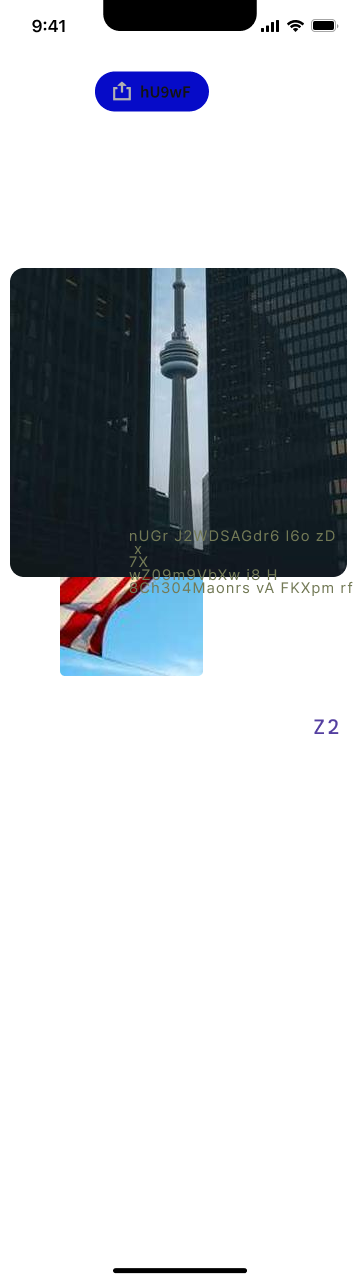 9:41
hU9wF
nUGr J2WDSAGdr6 l6o zD
x
7X
wZ09m9VbXw i8 H
8Ch304Maonrs vA FKXpm rf
Z2